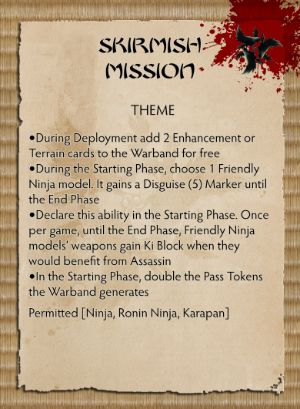 SKIRMISH
MISSION
THEME
•During Deployment add 2 Enhancement or
Terrain cards to the Warband for free
•During the Starting Phase, choose 1 Friendly
Ninja model. It gains a Disguise (5) Marker until
the End Phase
•Declare this ability in the Starting Phase. Once
per game, until the End Phase, Friendly Ninja
models' weapons gain Ki Block when they
would benefit from Assassin
•In the Starting Phase, double the Pass Tokens
the Warband generates
Permitted [Ninja, Ronin Ninja, Karapan]